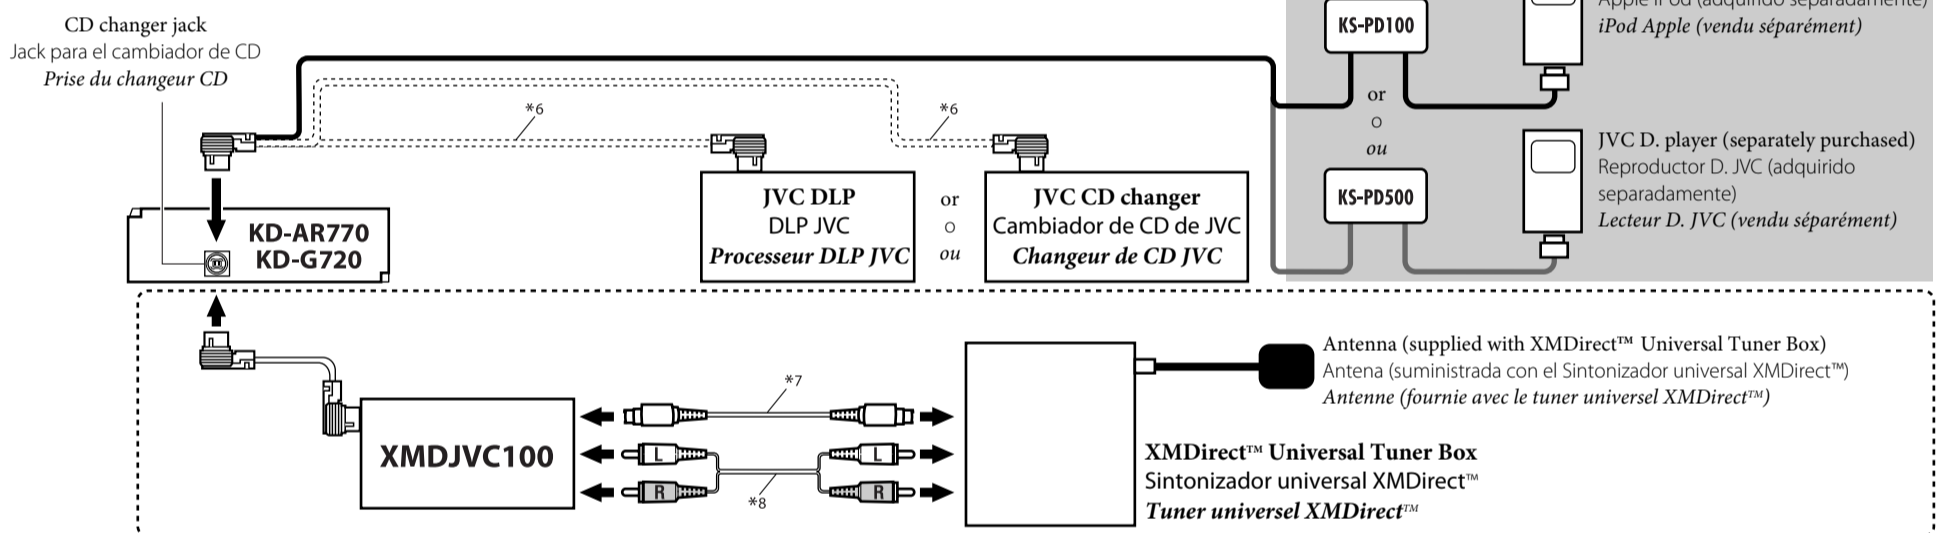 CD changer jack
Jack para el cambiador de CD
Prise du changeur CD
*6
*6
KD-AR770
KD-G720
JVC DLP
DLP JVC
Processeur DLP JVC
or
o
ou
JVC CD changer
Cambiador de CD de JVC
Changeur de CD JVC
KS-PD100
Apple iPod (adquirido separadamente)
iPod Apple (vendu séparément)
or
o
ou
KS-PD500
JVC D. player (separately purchased)
Reproductor D. JVC (adquirido
separadamente)
Lecteur D. JVC (vendu séparément)
XMDJVC100
*7
L
L
R
R
*8
Antenna (supplied with XMDirect™ Universal Tuner Box)
Antena (suministrada con el Sintonizador universal XMDirect™)
Antenne (fournie avec le tuner universel XMDirect™)
XMDirect™ Universal Tuner Box
Sintonizador universal XMDirect™
Tuner universel XMDirect™